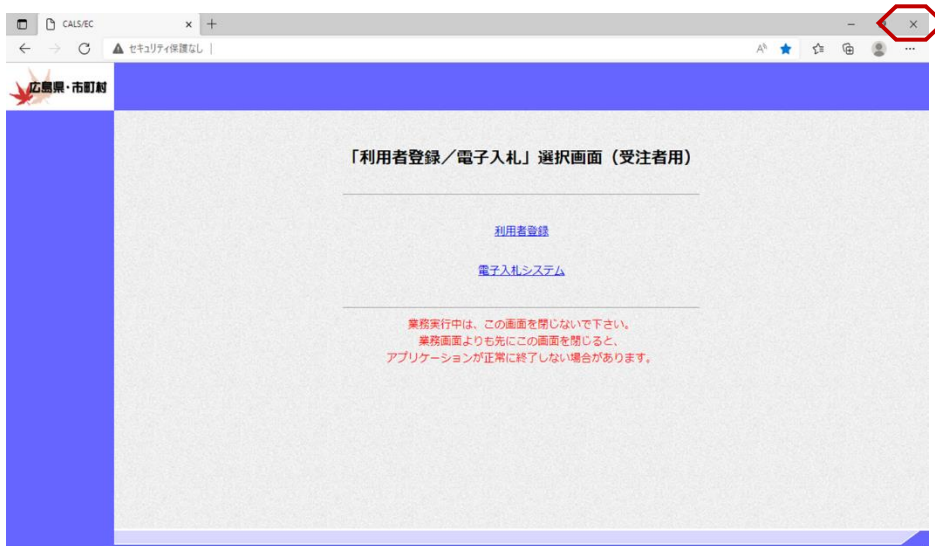 CALS/EC
セキュリティ保護なし
広島県・市町村
「利用者登録／電子入札」選択画面（受注者用）
利用者登録
電子入札システム
業務実行中は、この画面を閉じないで下さい。
業務画面よりも先にこの画面を閉じると、
アプリケーションが正常に終了しない場合があります。